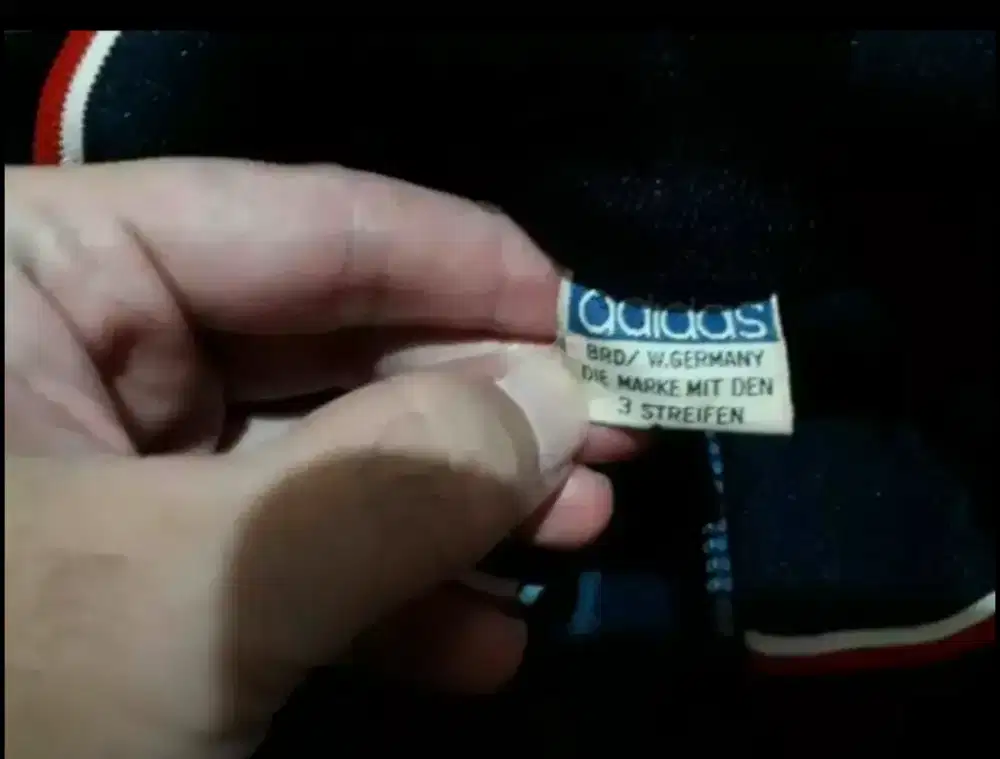 adidas
BRD/ W.GERMANY
DIE MARKE MIT DEN
3 STREIFEN